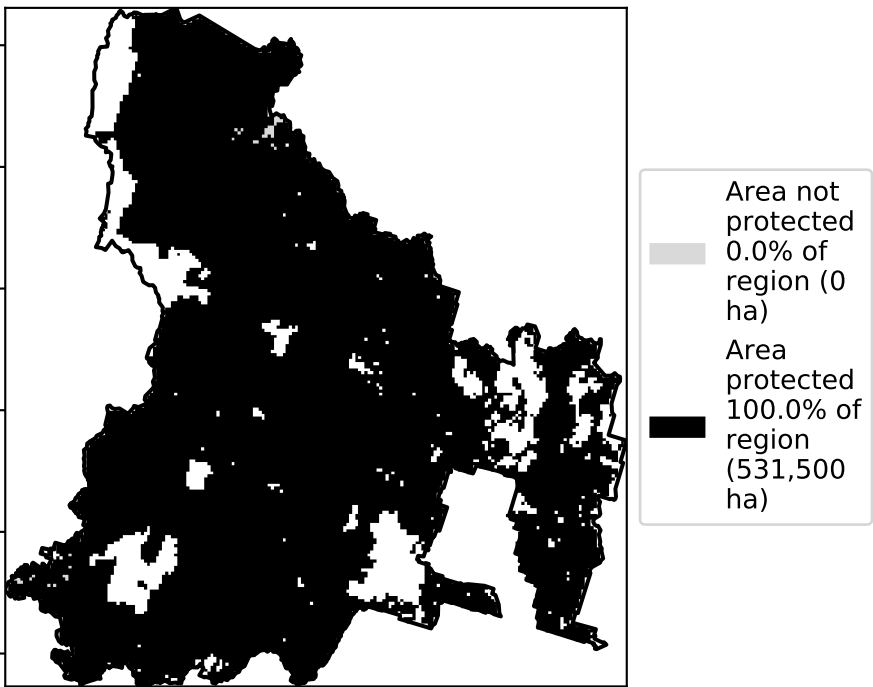 Area not
protected
0.0% of
region (0
ha)
Area
protected
100.0% of
region
(531,500
ha)